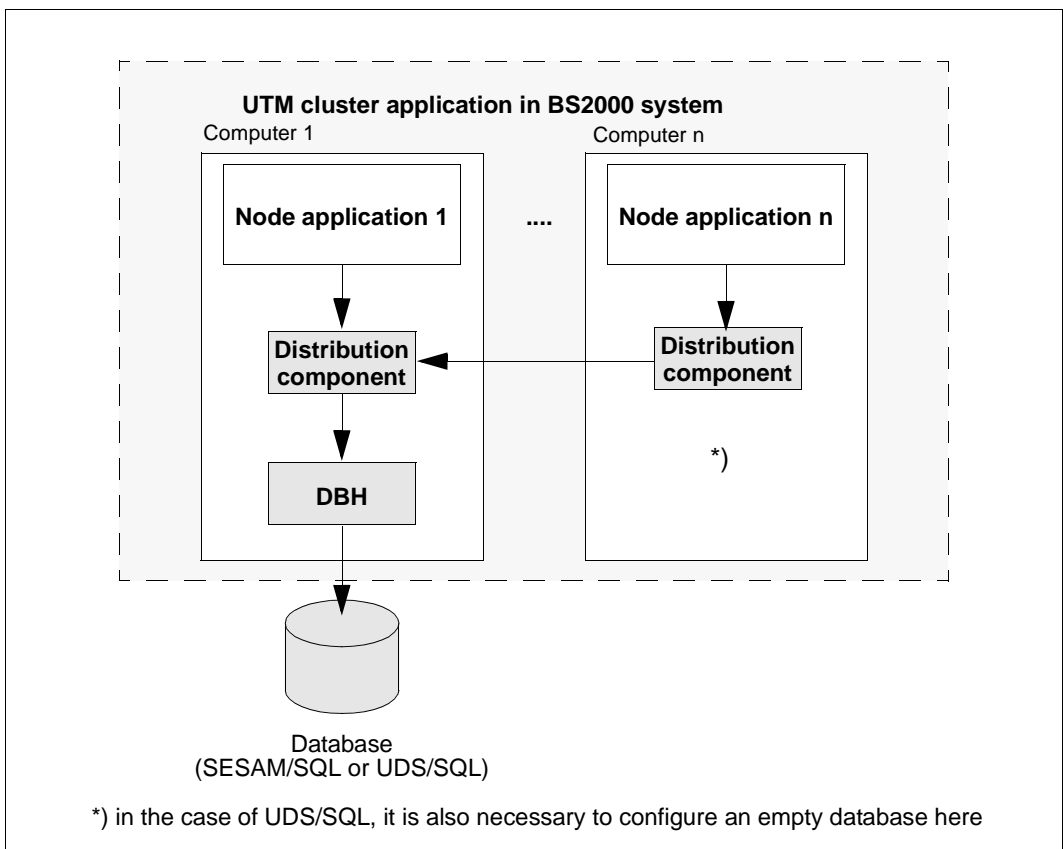 UTM cluster application in BS2000 system
Computer 1
Computer n
Node application 1
....
Node application n
Distribution
component
Distribution
component
*)
DBH
Database
(SESAM/SQL or UDS/SQL)
*) in the case of UDS/SQL, it is also necessary to configure an empty database here